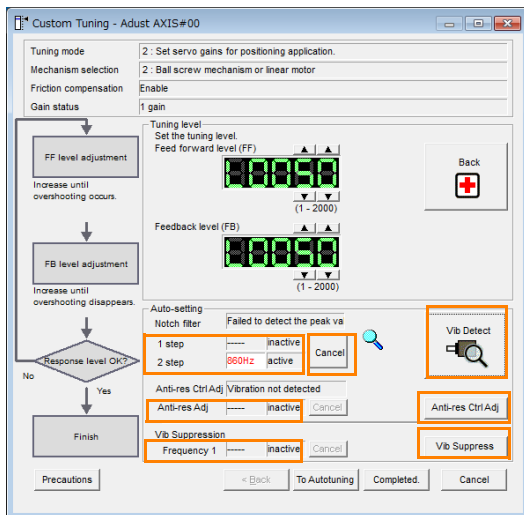 Custom Tuning - Adust AXIS#00
Tuning mode 2 : Set servo gains for positioning application.
Mechanism selection 2 : Ball screw mechanism or linear motor
Friction compensation Enable
Gain status 1 gain
FF level adjustment
Increase until
overshooting occurs.
FB level adjustment
Increase until
overshooting disappears.
Response level OK?
No
Yes
Finish
Tuning level
Set the tuning level.
Feed forward level (FF)
L0050
(1 - 2000)
Feedback level (FB)
L0050
(1 - 2000)
Back
Auto-setting
Notch filter Failed to detect the peak va
1 step ----- inactive
2 step 860Hz active
Cancel
Vib Detect
Anti-res Ctrl Adj Vibration not detected
Anti-res Adj ----- inactive Cancel
Anti-res Ctrl Adj
Vib Suppression
Frequency 1 ----- inactive Cancel
Vib Suppress
Precautions < Back To Autotuning Completed. Cancel